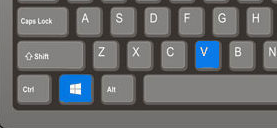 Caps Lock A S D F G H
Shift Z X C V B N
Ctrl Alt